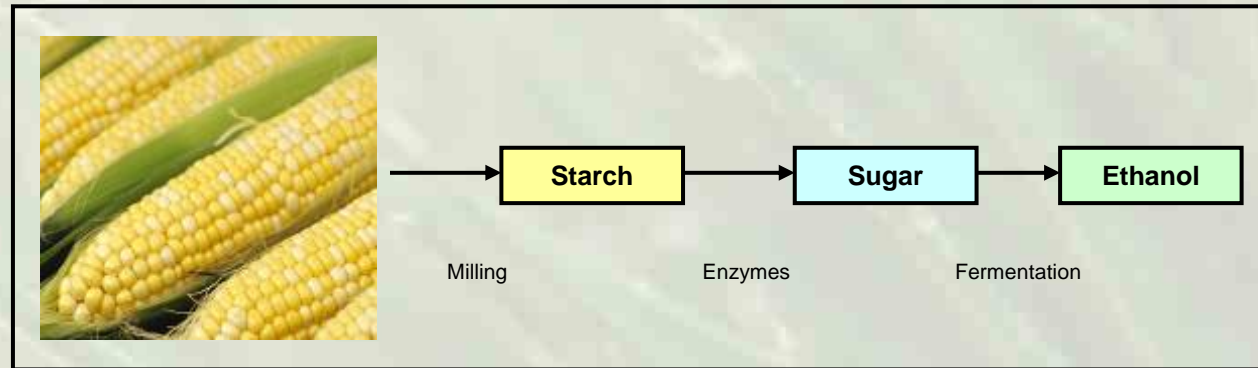 Starch
Sugar
Ethanol
Milling
Enzymes
Fermentation